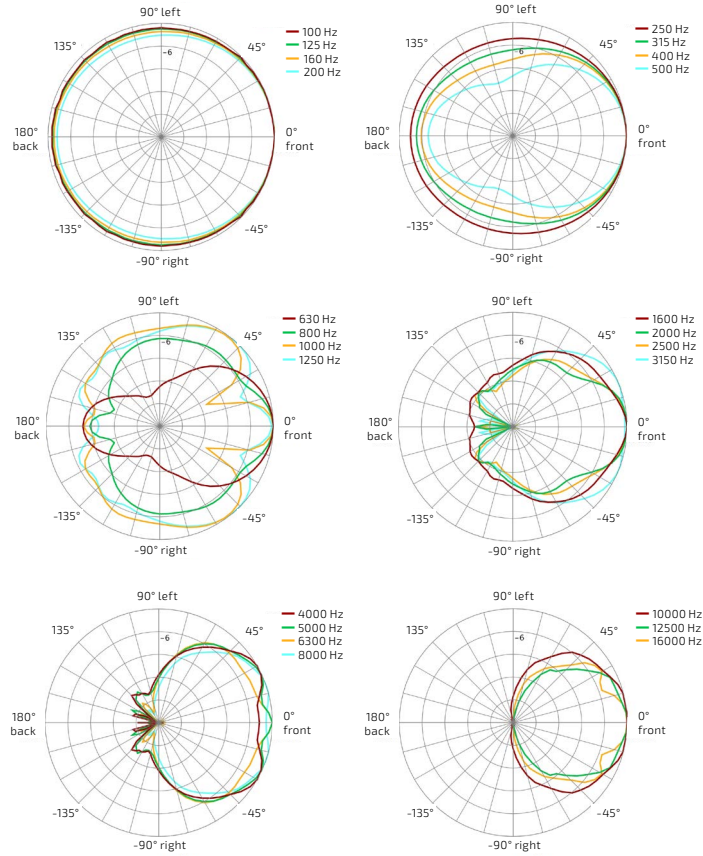 90° left
100 Hz
125 Hz
160 Hz
200 Hz
135°
-6
45°
180°
back
0°
front
-135°
-45°
-90° right
90° left
250 Hz
315 Hz
400 Hz
500 Hz
135°
-6
45°
180°
back
0°
front
-135°
-45°
-90° right
90° left
630 Hz
800 Hz
1000 Hz
1250 Hz
135°
-6
45°
180°
back
0°
front
-135°
-45°
-90° right
90° left
1600 Hz
2000 Hz
2500 Hz
3150 Hz
135°
-6
45°
180°
back
0°
front
-135°
-45°
-90° right
90° left
4000 Hz
5000 Hz
6300 Hz
8000 Hz
135°
-6
45°
180°
back
0°
front
-135°
-45°
-90° right
90° left
10000 Hz
12500 Hz
16000 Hz
135°
-6
45°
180°
back
0°
front
-135°
-45°
-90° right